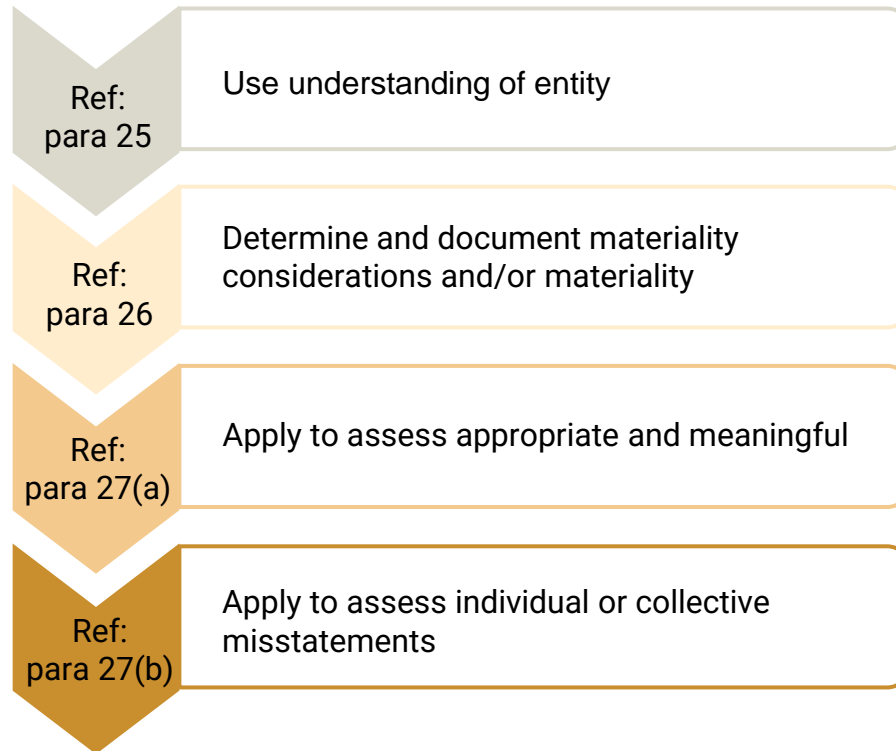 Ref:
para 25
Use understanding of entity
Ref:
para 26
Determine and document materiality
considerations and/or materiality
Ref:
para 27(a)
Apply to assess appropriate and meaningful
Ref:
para 27(b)
Apply to assess individual or collective
misstatements